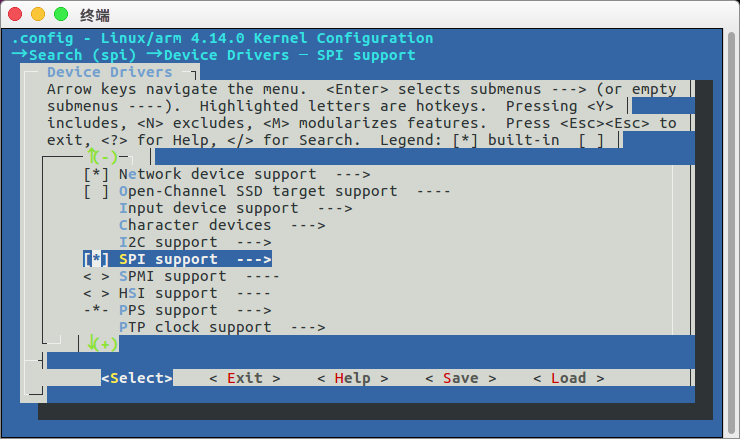 终端
.config - Linux/arm 4.14.0 Kernel Configuration
→Search (spi) →Device Drivers — SPI support
Device Drivers
Arrow keys navigate the menu.  <Enter> selects submenus ---> (or empty
submenus ----).  Highlighted letters are hotkeys.  Pressing <Y>
includes, <N> excludes, <M> modularizes features.  Press <Esc><Esc> to
exit, <?> for Help, </> for Search.  Legend: [*] built-in  [ ]
↑(-)
[*] Network device support  --->
[ ] Open-Channel SSD target support  ----
Input device support  --->
Character devices  --->
I2C support  --->
[*] SPI support  --->
< > SPMI support  ----
< > HSI support  ----
-*- PPS support  --->
PTP clock support  --->
↓(+)
<Select>    < Exit >    < Help >    < Save >    < Load >